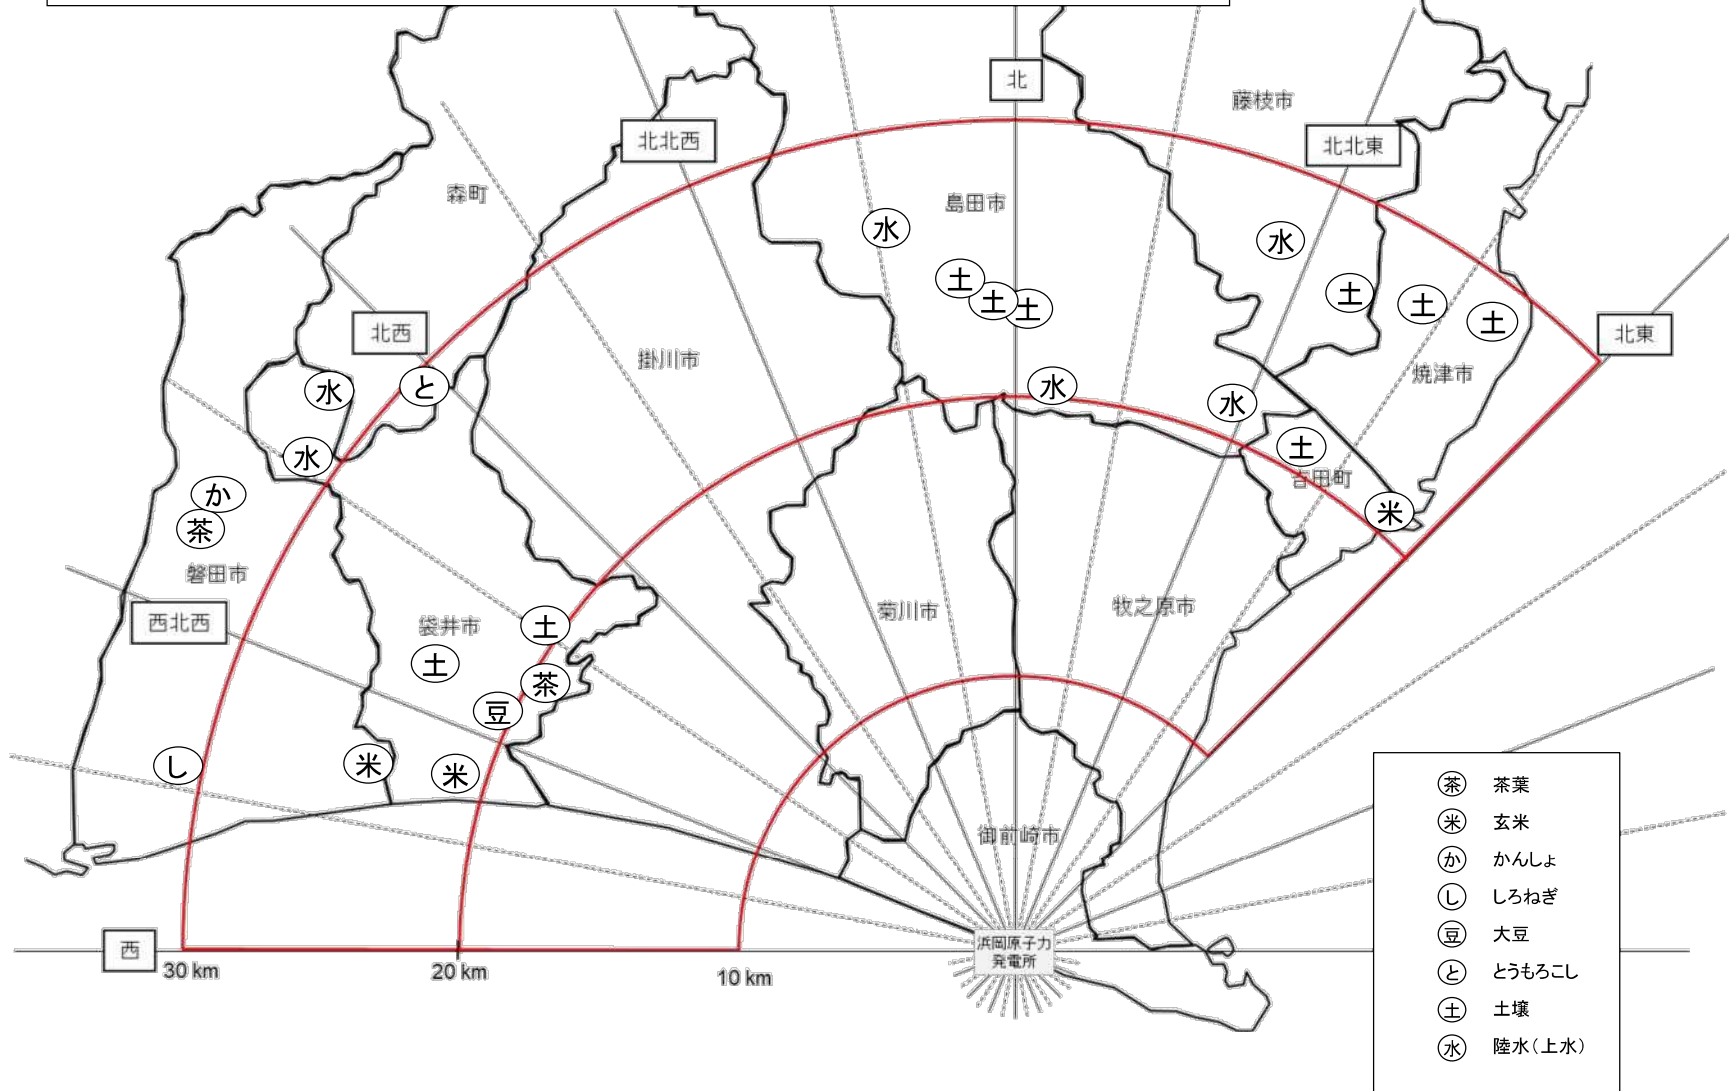 北
藤枝市
北北西
北北東
森町
島田市
水
水
土
土
土
土
土
土
北西
北東
掛川市
水
と
水
水
焼津市
水
土
吉田町
か
米
茶
磐田市
西北西
袋井市
土
菊川市
牧之原市
土
茶
豆
し
米
米
御前崎市
浜岡原子力
発電所
西
30 km
20 km
10 km
茶 茶葉
米 玄米
か かんしょ
し しろねぎ
豆 大豆
と とうもろこし
土 土壌
水 陸水(上水)